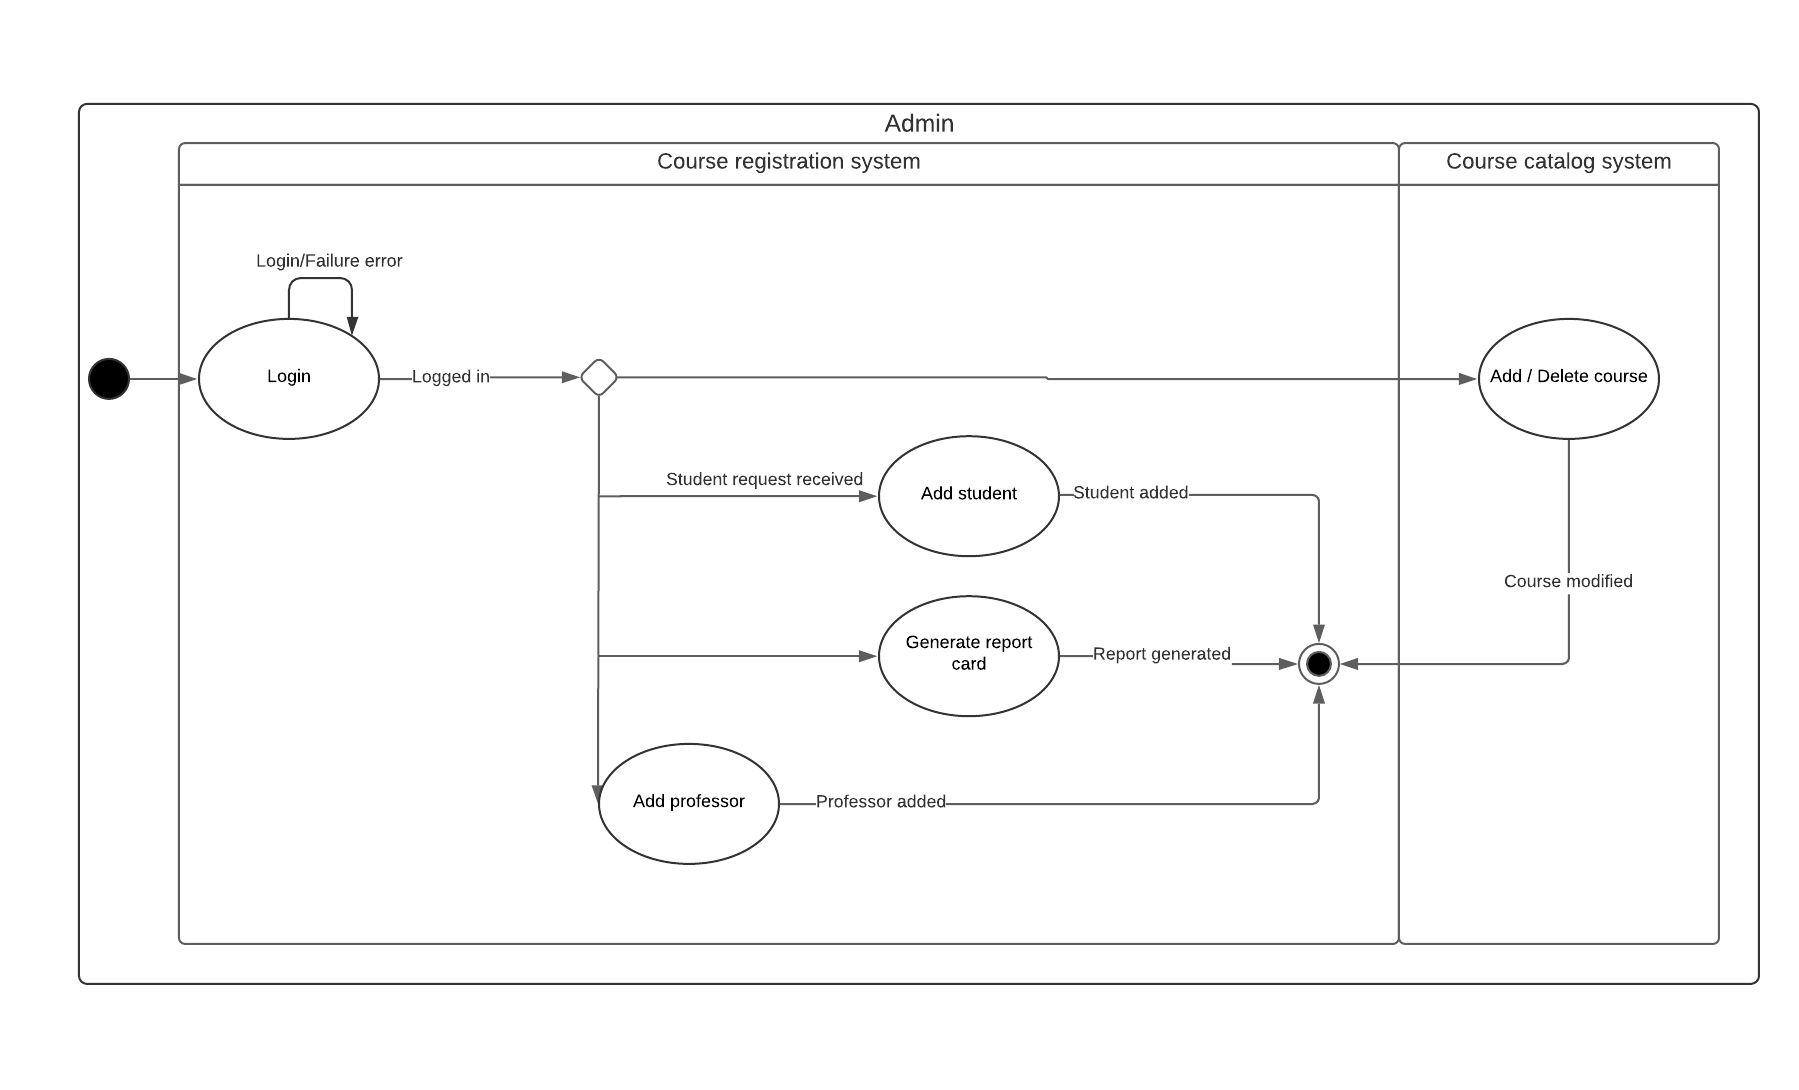 Admin
Course registration system
Course catalog system
Login/Failure error
Login
Logged in
Add / Delete course
Student request received
Add student
Student added
Course modified
Generate report
card
Report generated
Add professor
Professor added